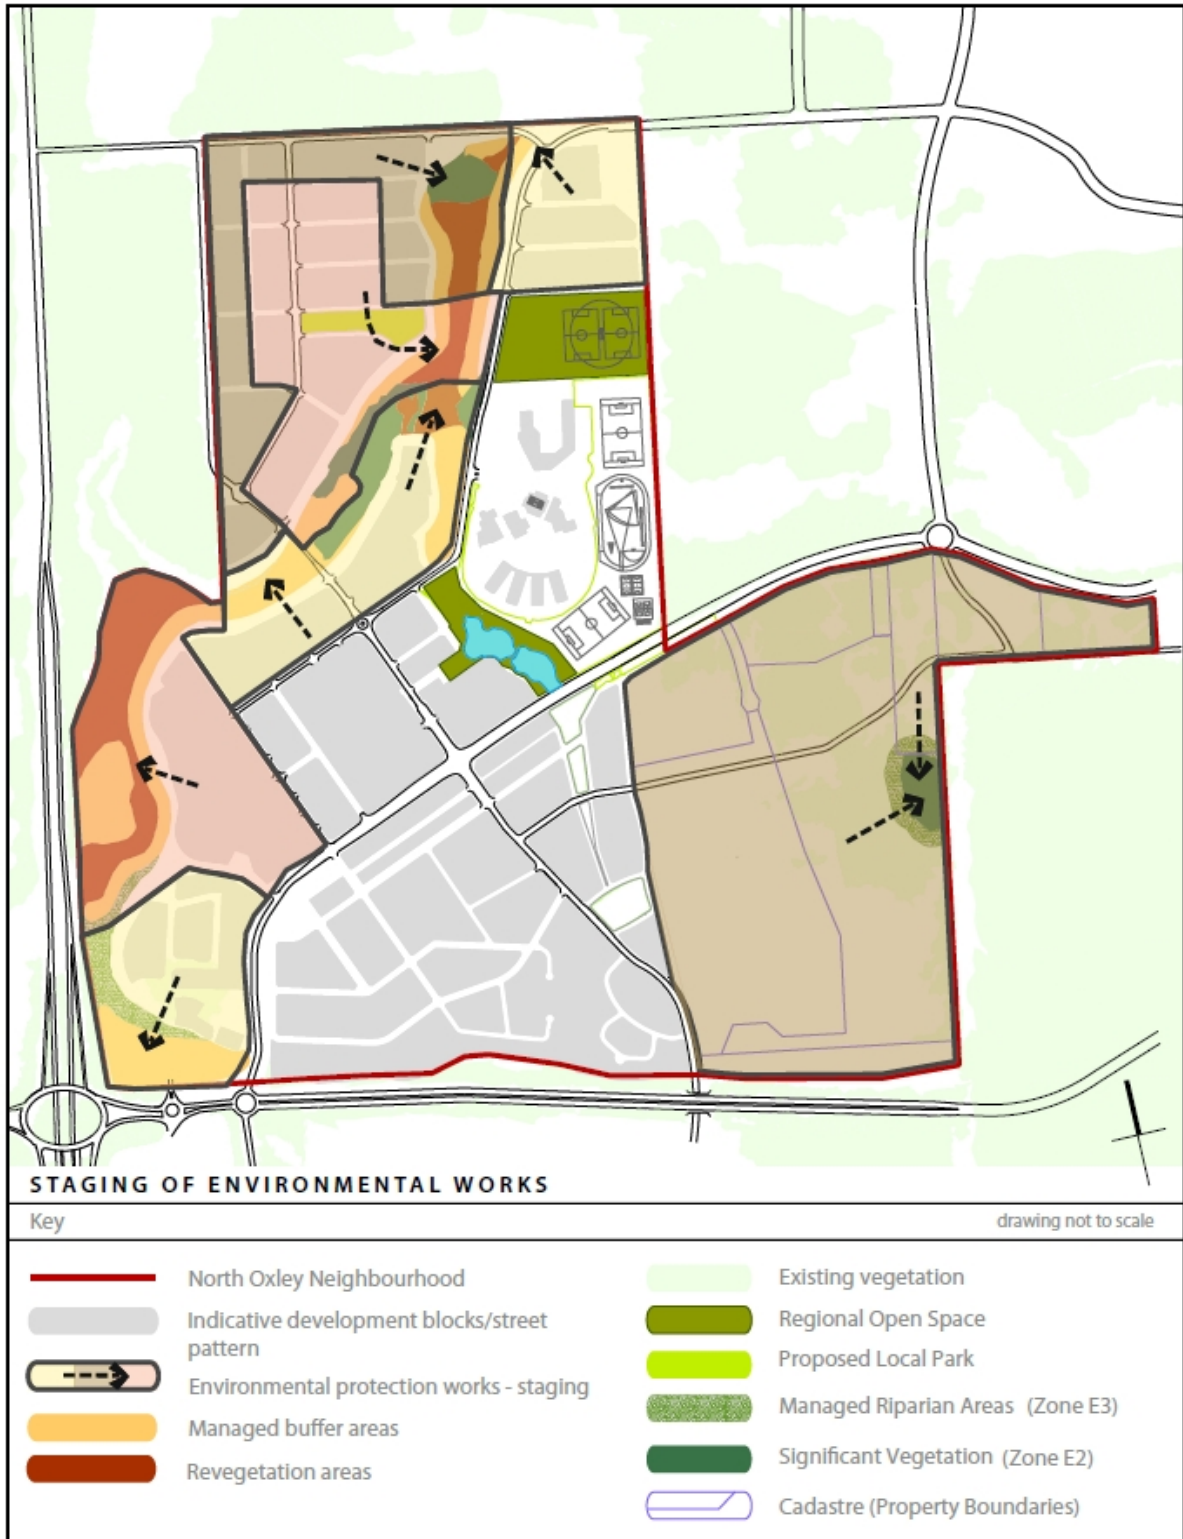 STAGING OF ENVIRONMENTAL WORKS
Key
drawing not to scale
North Oxley Neighbourhood
Indicative development blocks/street
pattern
Environmental protection works - staging
Managed buffer areas
Revegetation areas
Existing vegetation
Regional Open Space
Proposed Local Park
Managed Riparian Areas (Zone E3)
Significant Vegetation (Zone E2)
Cadastre (Property Boundaries)